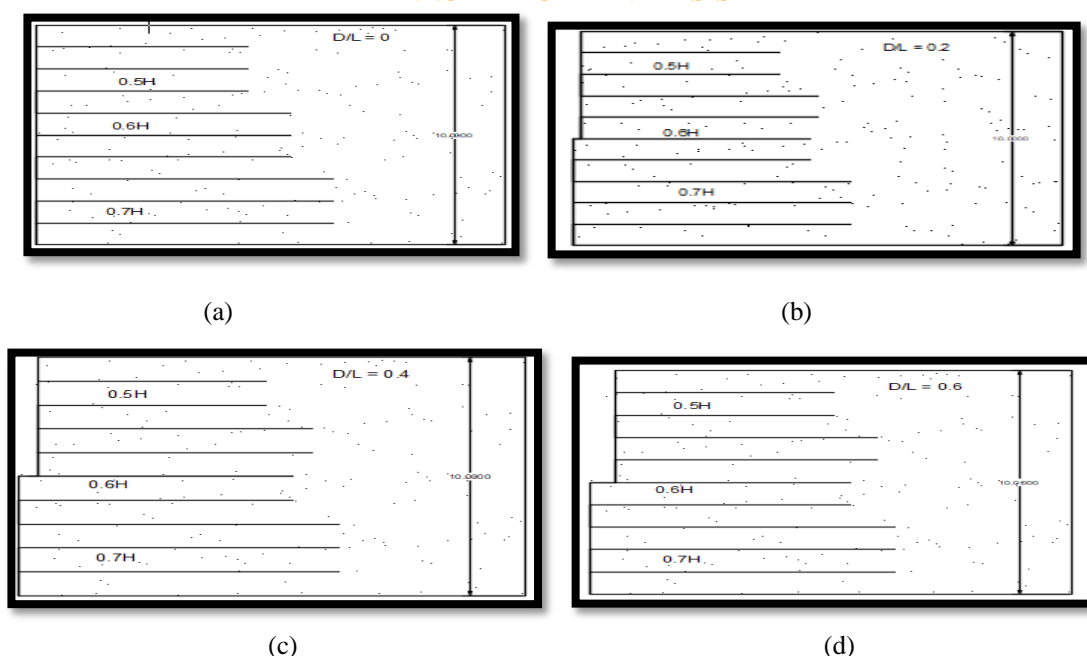 D/L = 0
0.5H
0.6H
0.7H
(a)
D/L = 0.2
0.5H
0.6H
0.7H
(b)
D/L = 0.4
0.5H
0.6H
0.7H
(c)
D/L = 0.6
0.5H
0.6H
0.7H
(d)